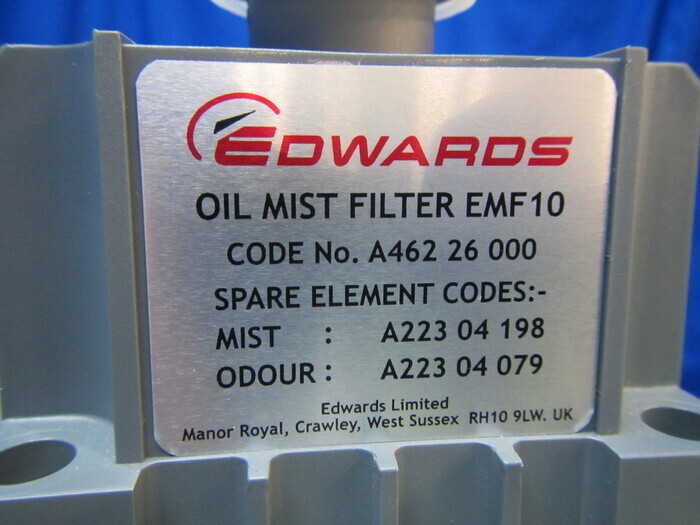 EDWARDS
OIL MIST FILTER EMF10
CODE No. A462 26 000
SPARE ELEMENT CODES:-
MIST : A223 04 198
ODOUR : A223 04 079
Edwards Limited
Manor Royal, Crawley, West Sussex RH10 9LW. UK